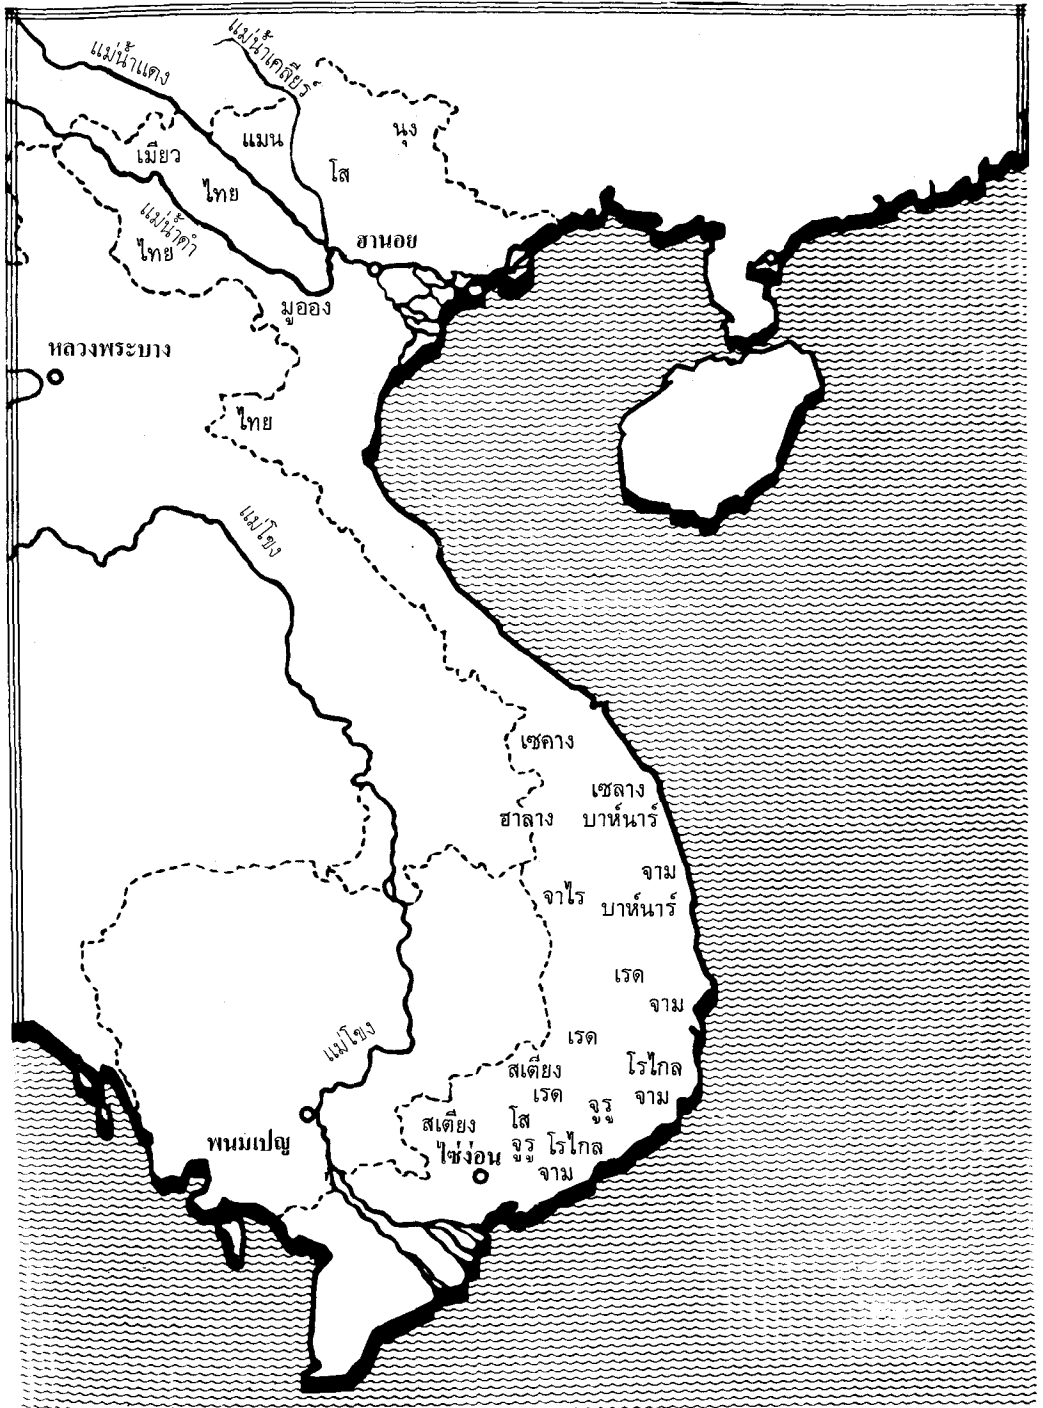 แม่น้ำแดง
แม่น้ำเคลียร์
แมน
นุง
เมียว
โส
ไทย
แม่น้ำดำ
ไทย
ฮานอย
มูออง
หลวงพระบาง
ไทย
แม่โขง
เซคาง
เซลาง
ฮาลาง
บาห์นาร์
จาม
จาไร
บาห์นาร์
เรด
จาม
เรด
แม่โขง
สเตียง
โรไกล
เรด
จาม
จูรู
สเตียง
โส
พนมเปญ
ไซ่ง่อน
จูรู
โรไกล
จาม